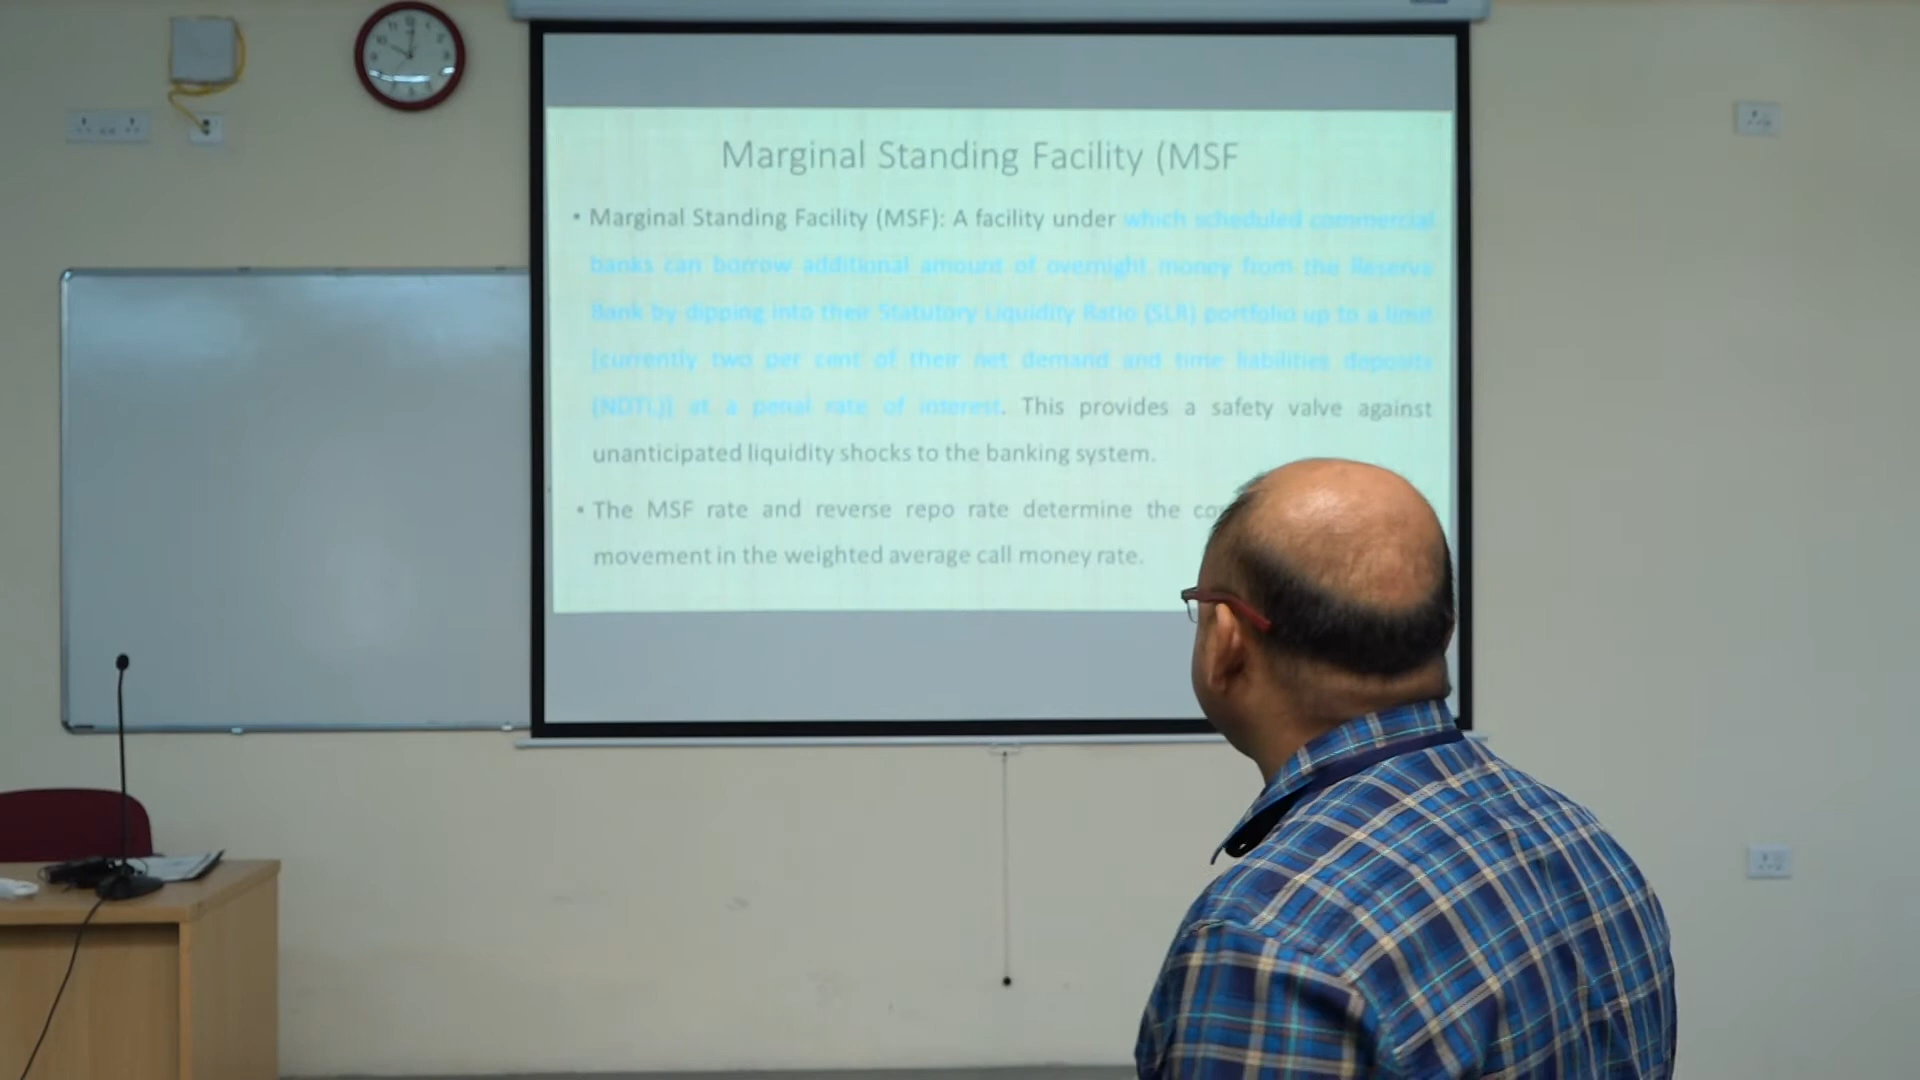 Marginal Standing Facility (MSF
• Marginal Standing Facility (MSF): A facility under which scheduled commercial
banks can borrow additional amount of overnight money from the Reserve
Bank by dipping into their Statutory Liquidity Ratio (SLR) portfolio up to a limit
[currently two per cent of their net demand and time liabilities deposits
(NDTL)] at a penal rate of interest. This provides a safety valve against
unanticipated liquidity shocks to the banking system.
• The MSF rate and reverse repo rate determine the
movement in the weighted average call money rate.